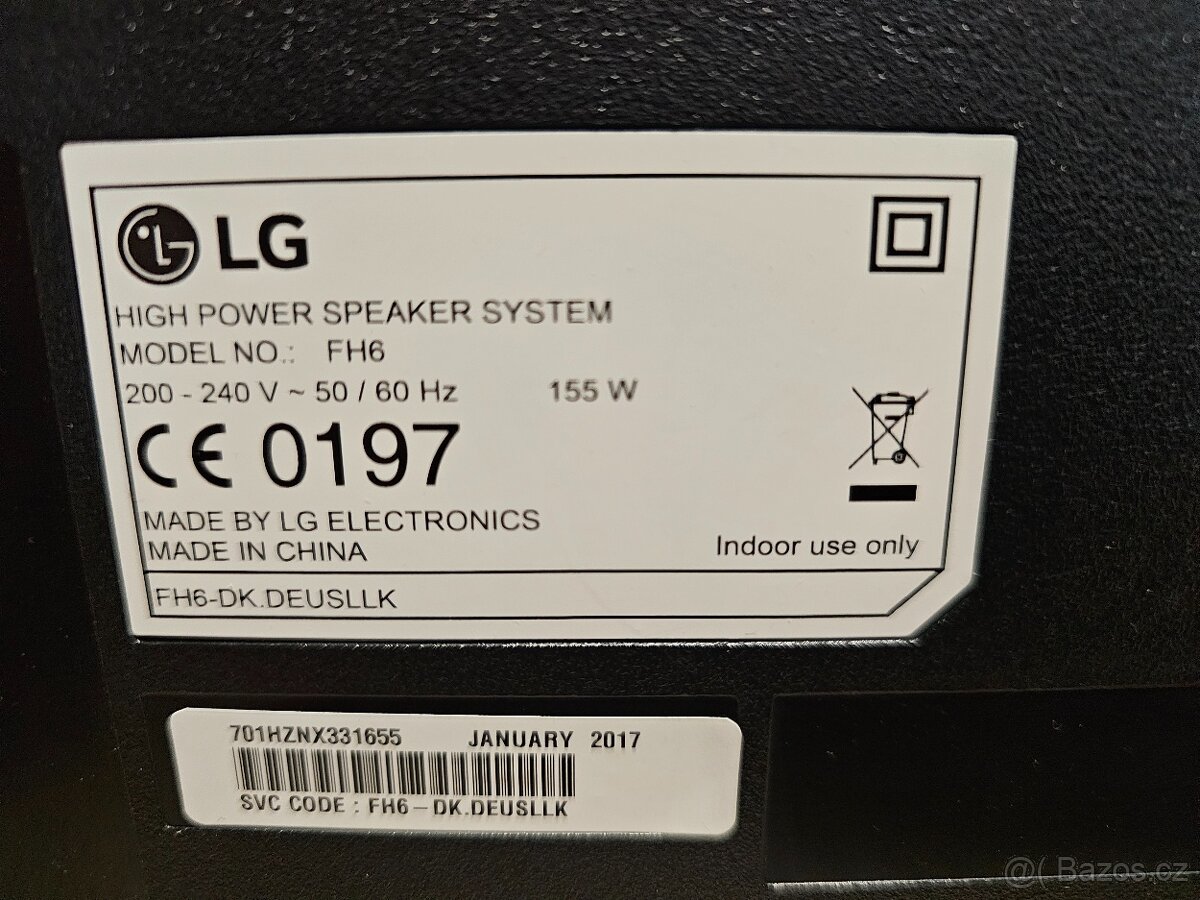 LG
HIGH POWER SPEAKER SYSTEM
MODEL NO.: FH6
200 - 240 V ~ 50 / 60 Hz 155 W
CE 0197
MADE BY LG ELECTRONICS
MADE IN CHINA
Indoor use only
FH6-DK.DEUSLLK
701HZNX331655 JANUARY 2017
SVC CODE : FH6-DK.DEUSLLK
@( Bazos.cz